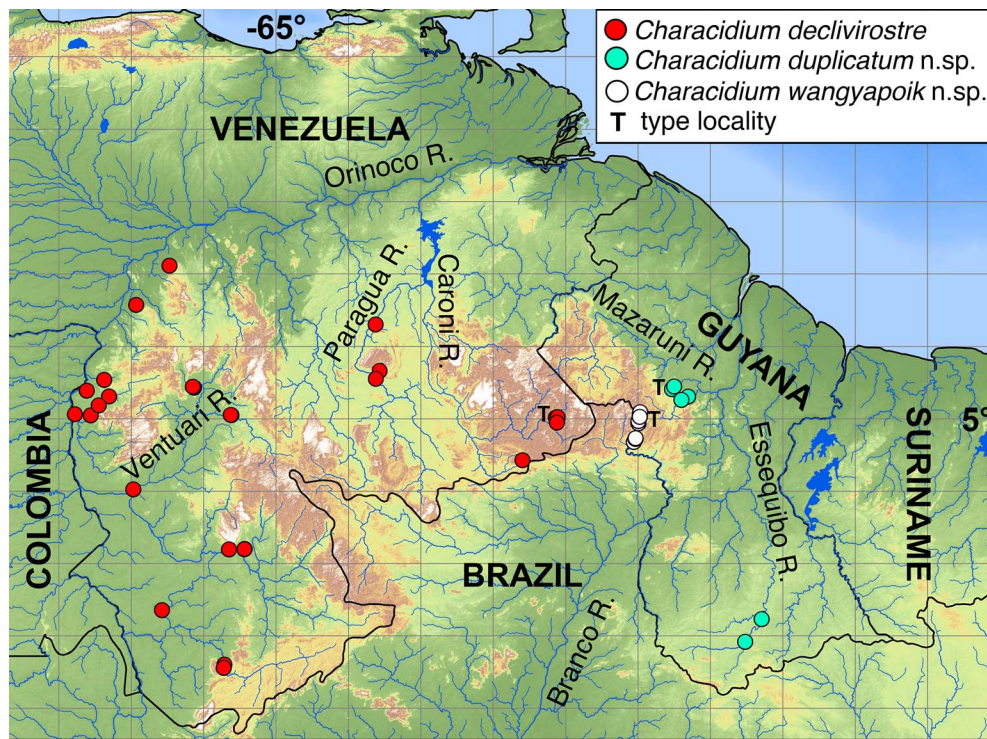 -65°
Characidium declivirostre
Characidium duplicatum n.sp.
Characidium wangyapoik n.sp.
T type locality
VENEZUELA
Orinoco R.
Paragua R.
Caroni R.
Mazaruni R.
GUYANA
T
T
T
5°
Ventuari R.
COLOMBIA
Essequibo R.
SURINAME
BRAZIL
Branco R.